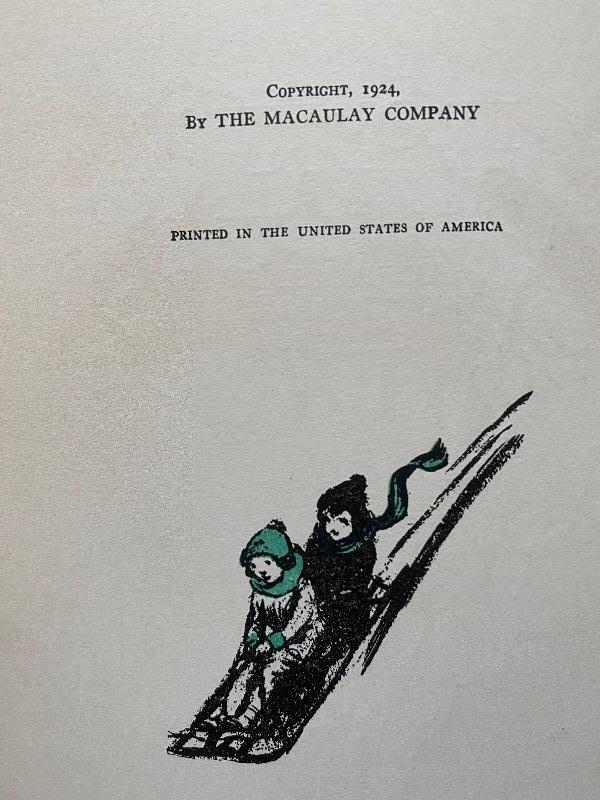 Copyright, 1924,
By THE MACAULAY COMPANY
PRINTED IN THE UNITED STATES OF AMERICA